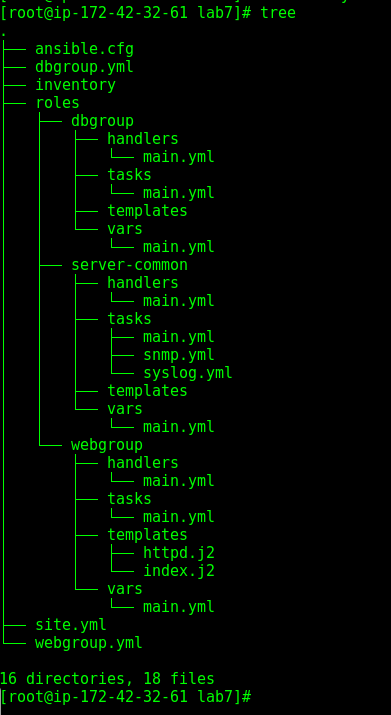 [root@ip-172-42-32-61 lab7]# tree
.
├── ansible.cfg
├── dbgroup.yml
├── inventory
├── roles
│   ├── dbgroup
│   │   ├── handlers
│   │   │   └── main.yml
│   │   ├── tasks
│   │   │   └── main.yml
│   │   ├── templates
│   │   └── vars
│   │       └── main.yml
│   ├── server-common
│   │   ├── handlers
│   │   │   └── main.yml
│   │   ├── tasks
│   │   │   ├── main.yml
│   │   │   ├── snmp.yml
│   │   │   └── syslog.yml
│   │   ├── templates
│   │   └── vars
│   │       └── main.yml
│   └── webgroup
│       ├── handlers
│       │   └── main.yml
│       ├── tasks
│       │   └── main.yml
│       ├── templates
│       │   ├── httpd.j2
│       │   └── index.j2
│       └── vars
│           └── main.yml
├── site.yml
└── webgroup.yml
16 directories, 18 files
[root@ip-172-42-32-61 lab7]#